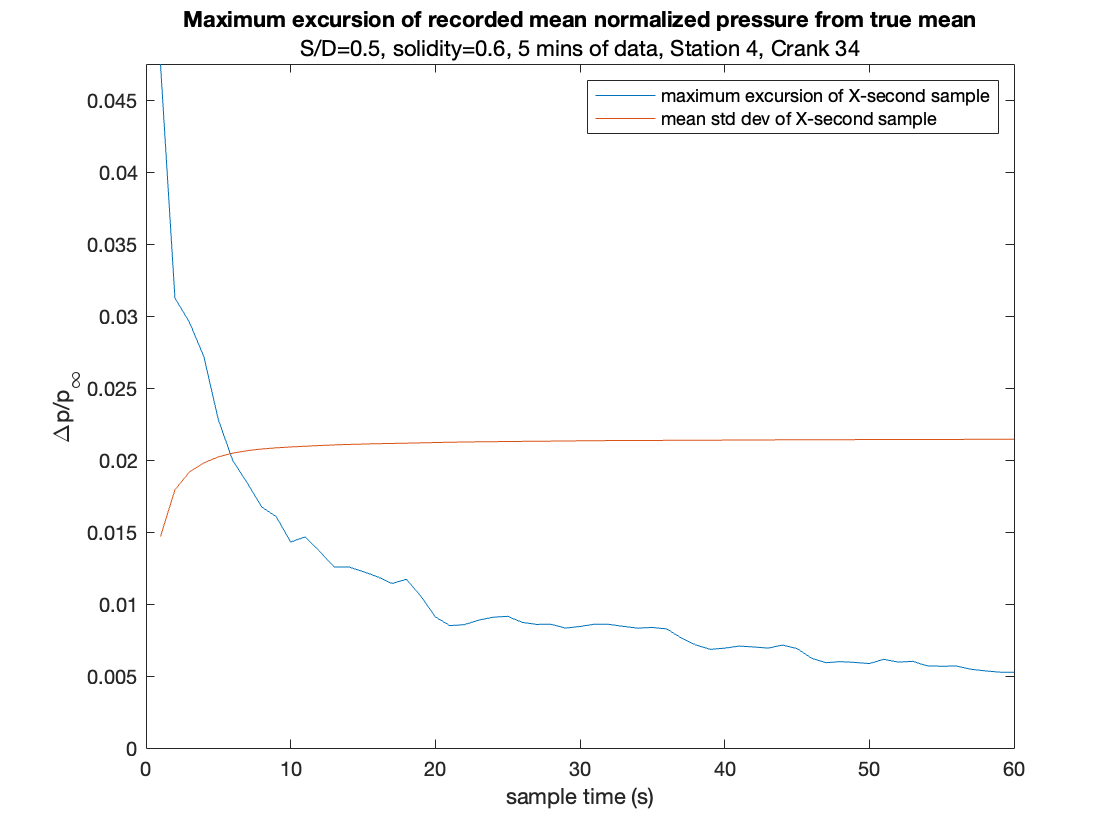 Maximum excursion of recorded mean normalized pressure from true mean
S/D=0.5, solidity=0.6, 5 mins of data, Station 4, Crank 34
maximum excursion of X-second sample
mean std dev of X-second sample
0.045
0.04
0.035
0.03
0.025
0.02
0.015
0.01
0.005
0
Δp/p∞
0 10 20 30 40 50 60
sample time (s)